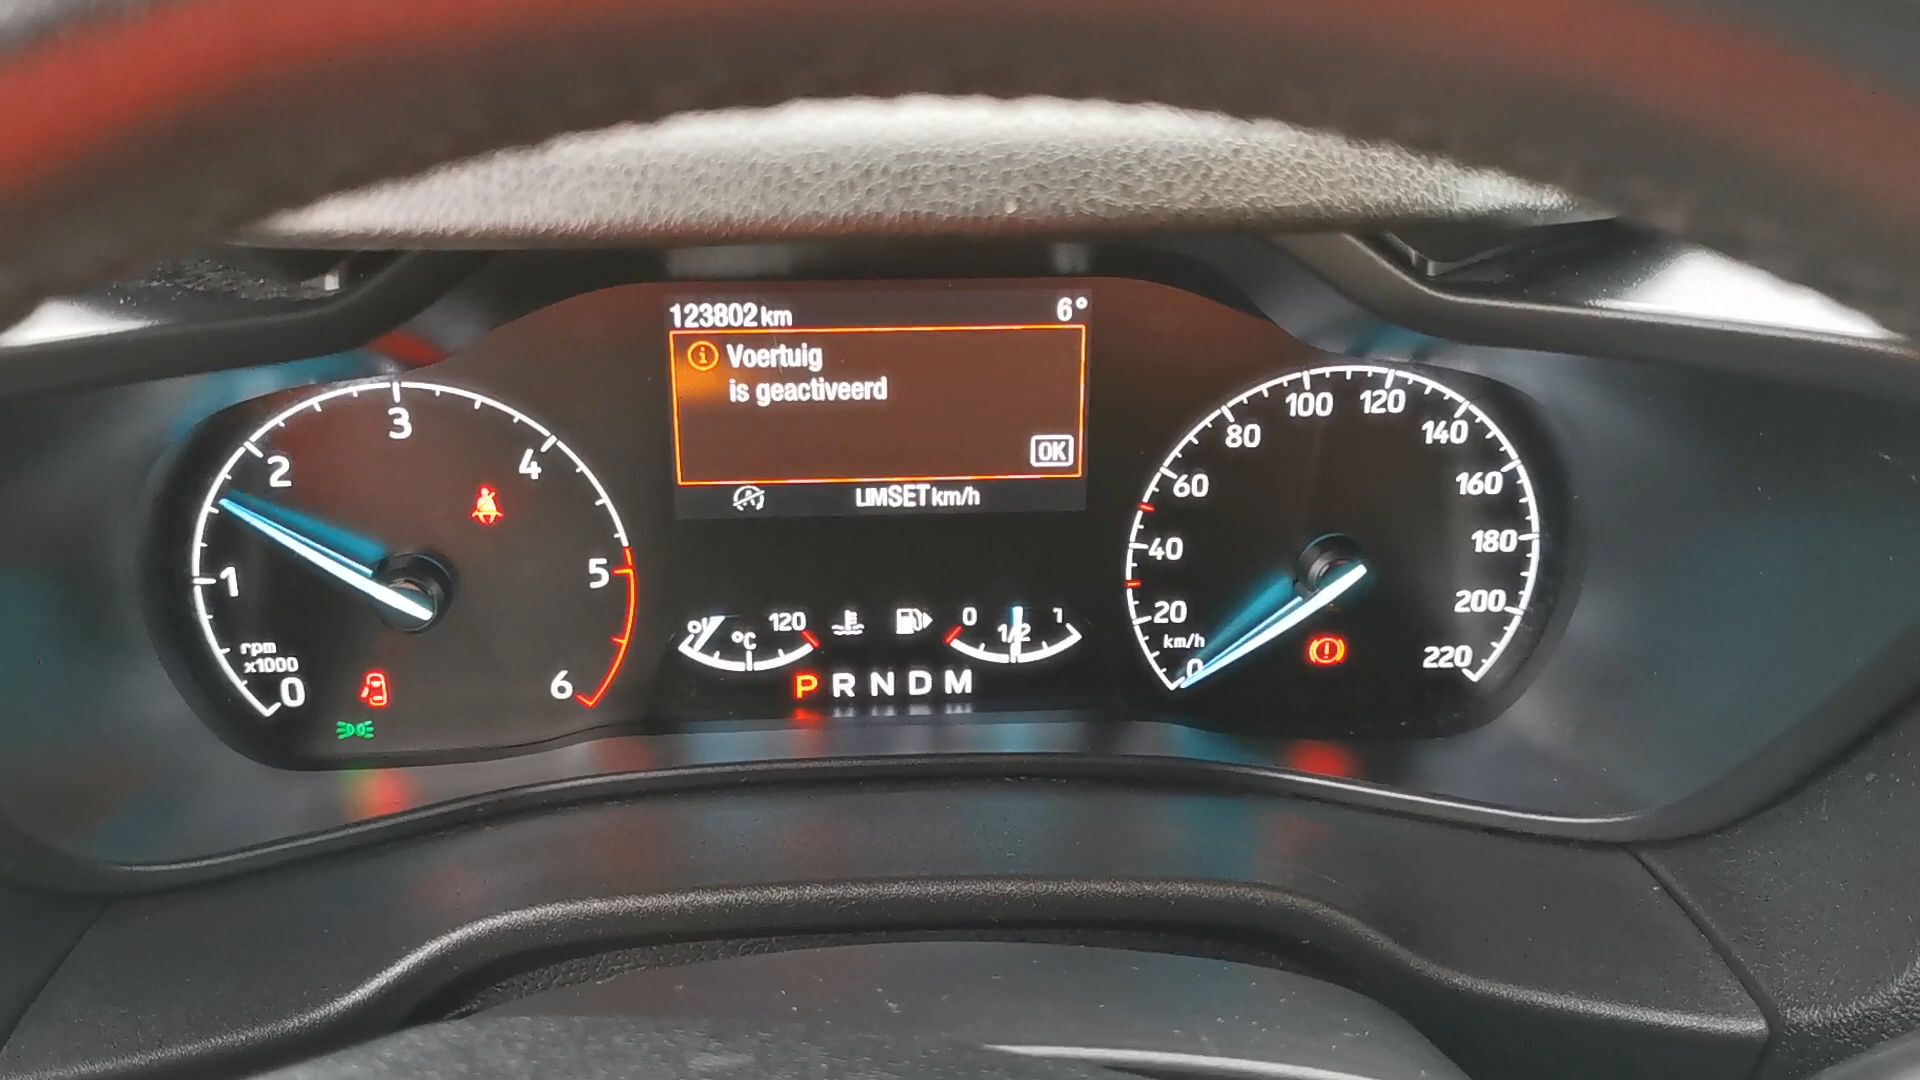 123802 km 6°
Voertuig
is geactiveerd
OK
LIMSET km/h
0 1 2 3 4 5 6
rpm
x1000
°C 120
0 1/2 1
P R N D M
0 20 40 60 80 100 120 140 160 180 200 220
km/h